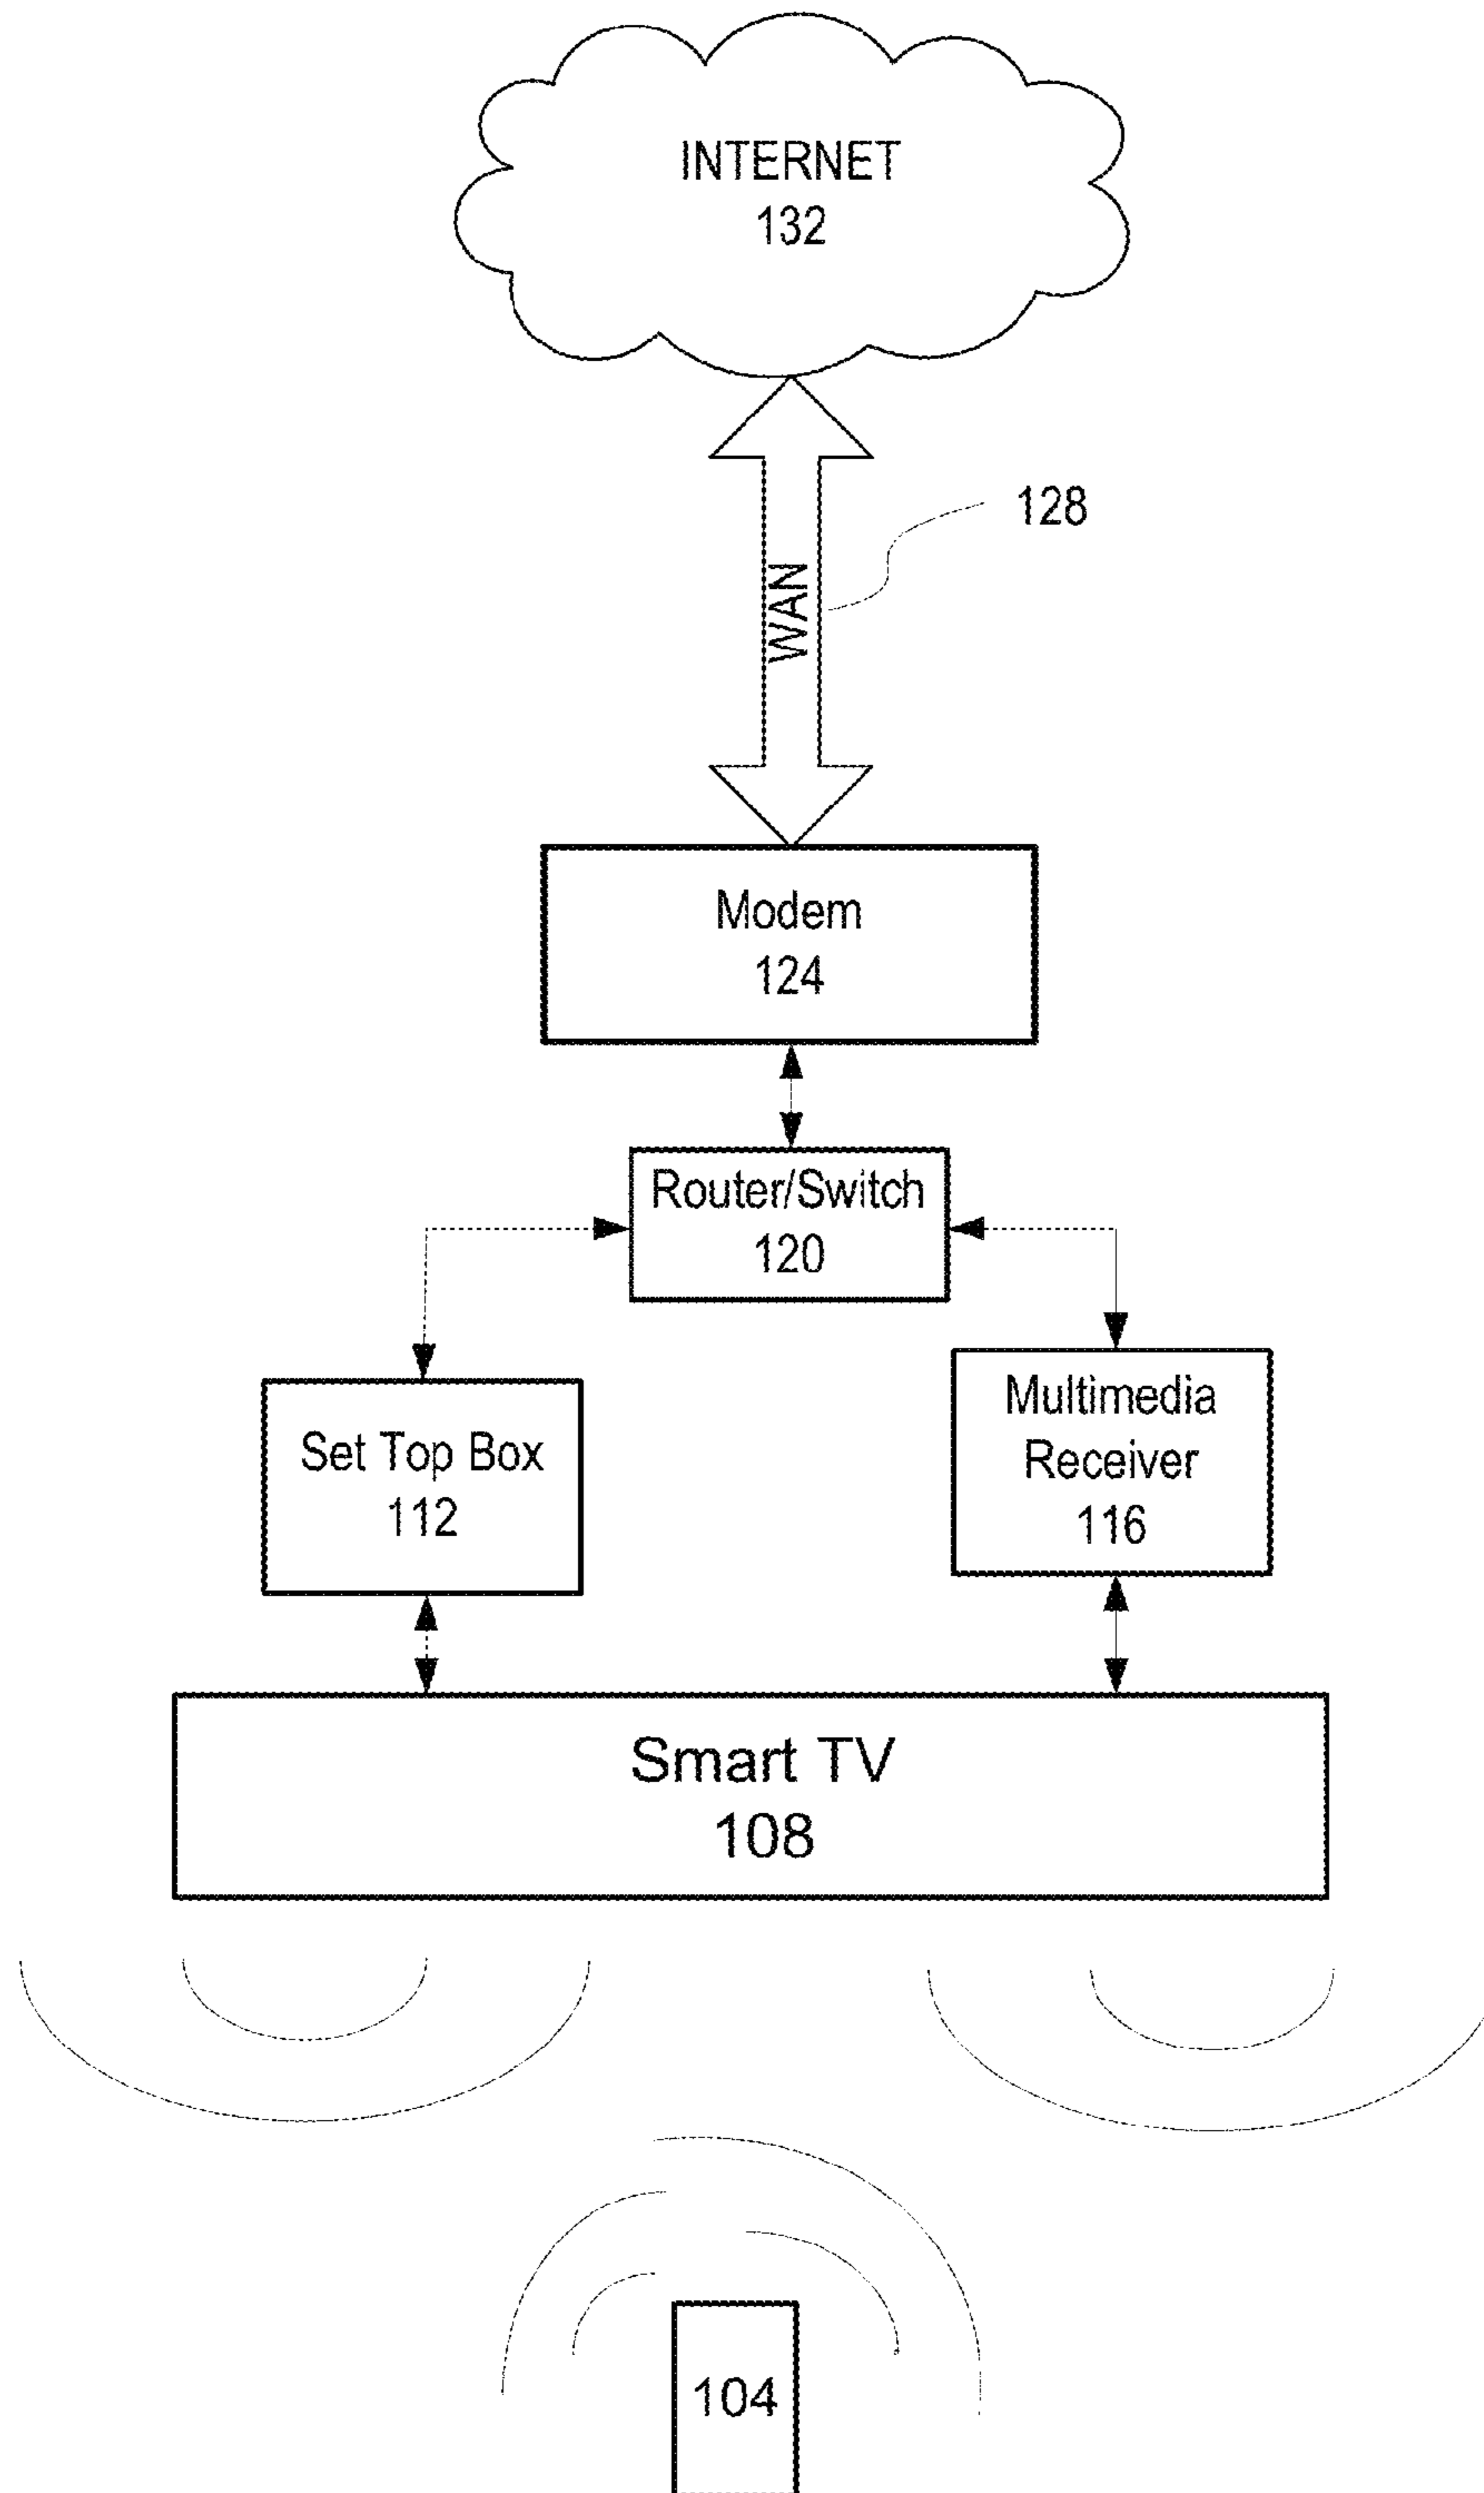 INTERNET
132
128
WAN
Modem
124
Router/Switch
120
Set Top Box
112
Multimedia
Receiver
116
Smart TV
108
104